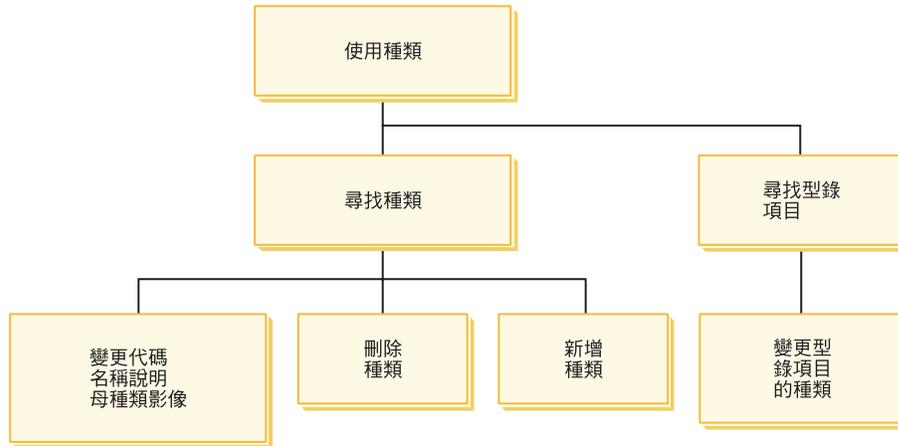 使用種類
尋找種類
尋找型錄
項目
變更代碼
名稱說明
母種類影像
刪除
種類
新增
種類
變更型
錄項目
的種類